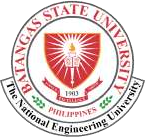 BATANGAS STATE UNIVERSITY
1903
PHILIPPINES
The National Engineering University